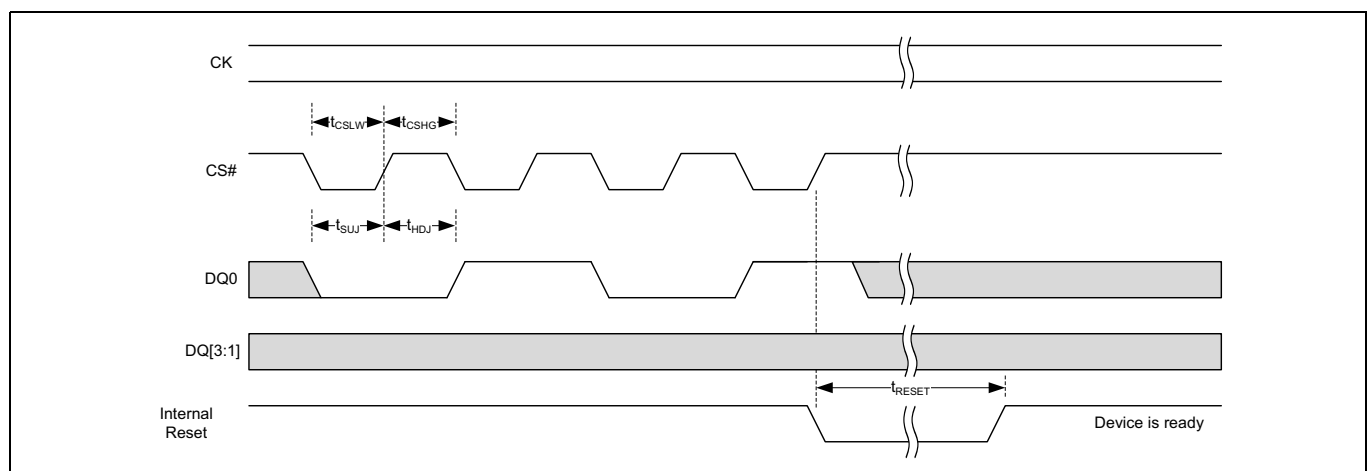 CK
tCSLW tCSHG
CS#
tSUJ tHDJ
DQ0
DQ[3:1]
tRESET
Internal
Reset
Device is ready